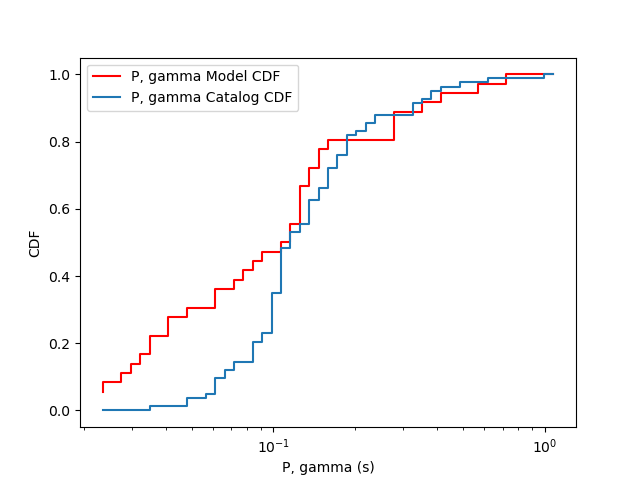 P, gamma Model CDF
P, gamma Catalog CDF
1.0
0.8
0.6
0.4
0.2
0.0
CDF
10⁻¹ 10⁰
P, gamma (s)